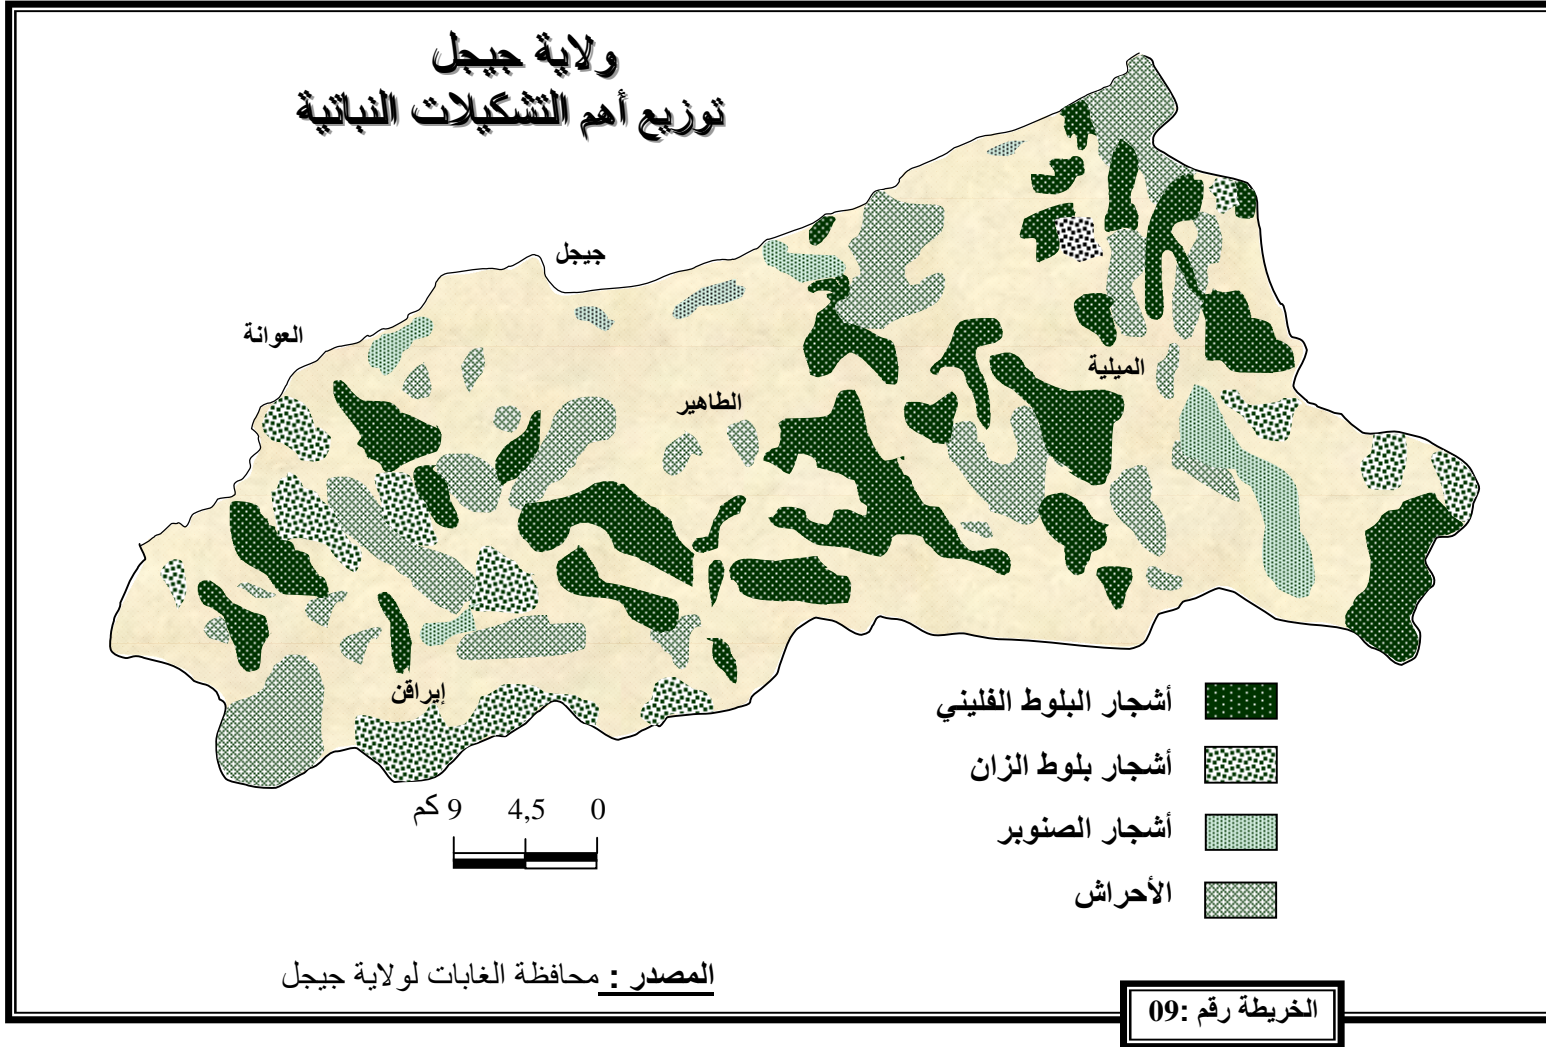 ولاية جيجل
توزيع أهم التشكيلات النباتية
جيجل
العوانة
الميلية
الطاهير
إيراقن
أشجار البلوط الفليني
أشجار بلوط الزان
أشجار الصنوبر
الأحراش
0 4,5 9 كم
المصدر : محافظة الغابات لولاية جيجل
الخريطة رقم :09